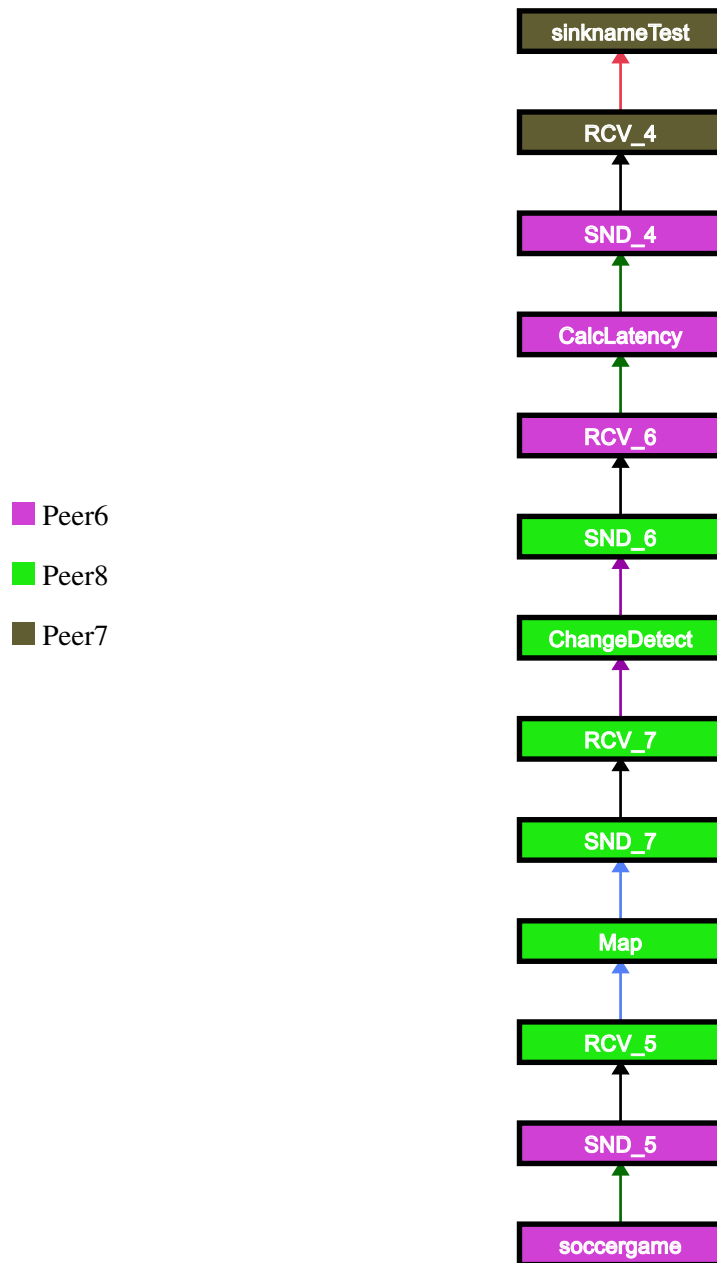 sinknameTest
RCV_4
SND_4
CalcLatency
RCV_6
Peer6
SND_6
Peer8
ChangeDetect
Peer7
RCV_7
SND_7
Map
RCV_5
SND_5
soccergame